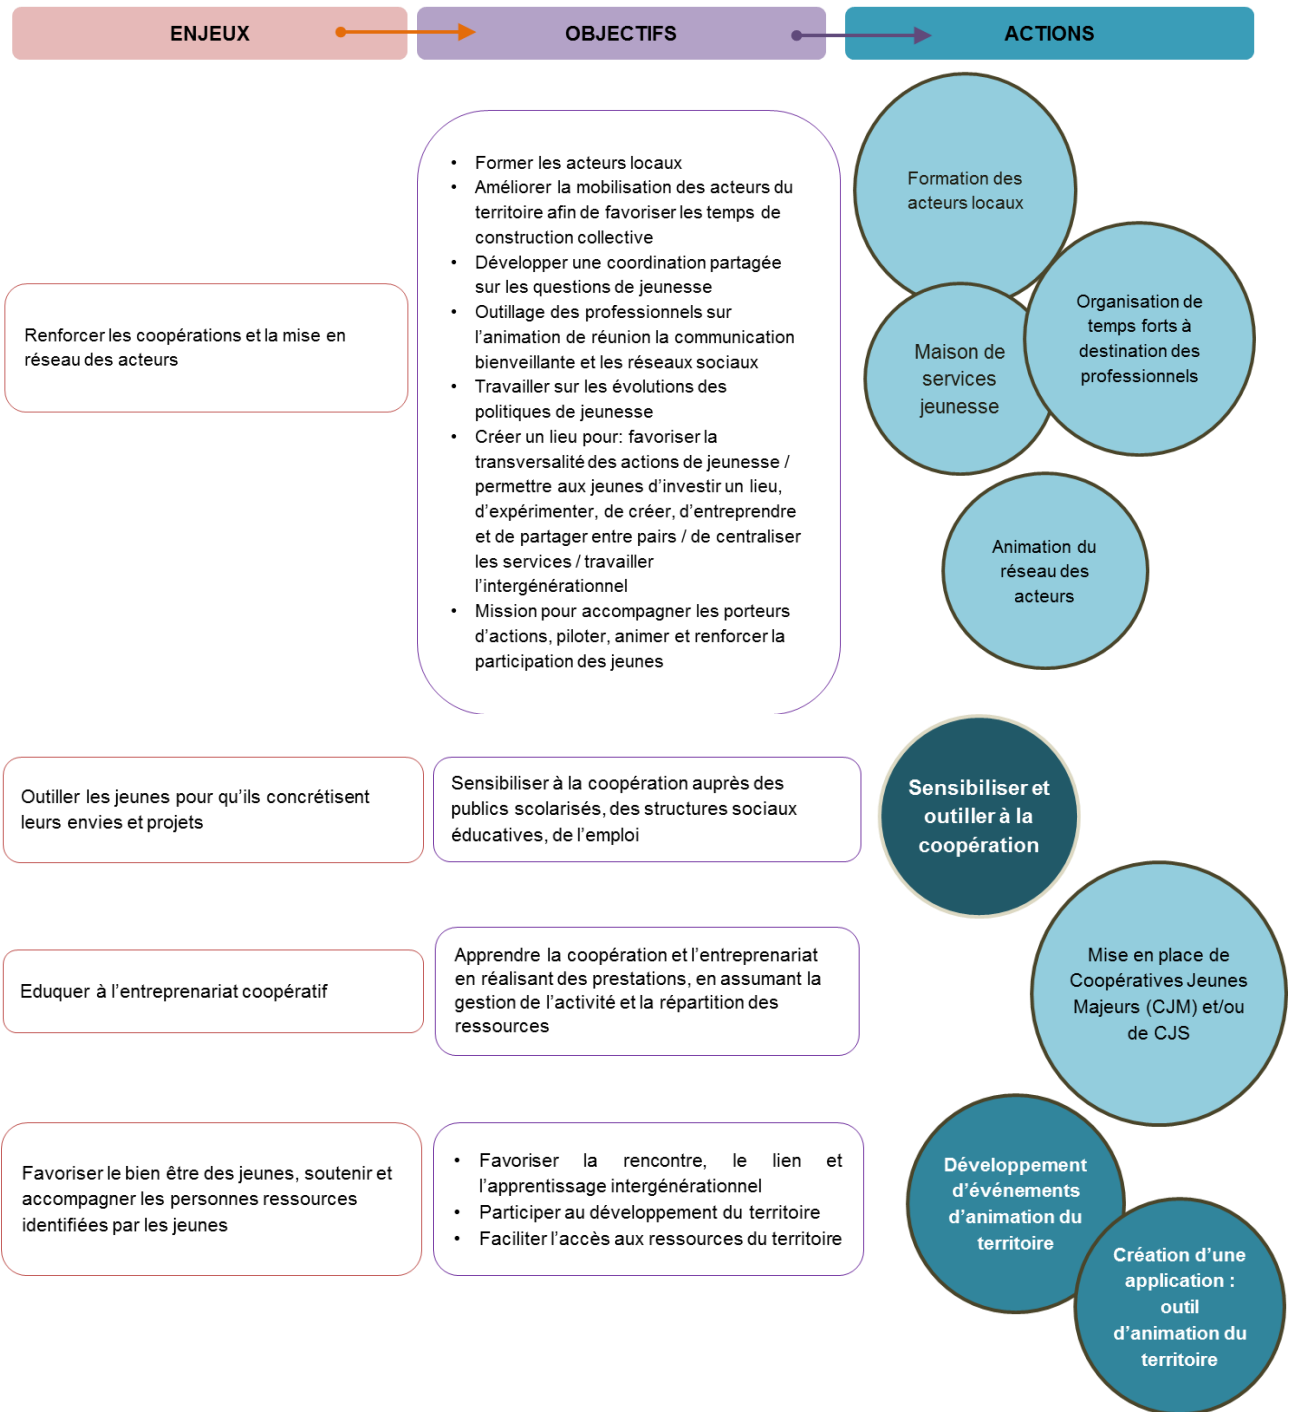 ENJEUX
OBJECTIFS
ACTIONS
Renforcer les coopérations et la mise en
réseau des acteurs
• Former les acteurs locaux
• Améliorer la mobilisation des acteurs du
territoire afin de favoriser les temps de
construction collective
• Développer une coordination partagée
sur les questions de jeunesse
• Outillage des professionnels sur
l’animation de réunion la communication
bienveillante et les réseaux sociaux
• Travailler sur les évolutions des
politiques de jeunesse
• Créer un lieu pour: favoriser la
transversalité des actions de jeunesse /
permettre aux jeunes d’investir un lieu,
d’expérimenter, de créer, d’entreprendre
et de partager entre pairs / de centraliser
les services / travailler
l’intergénérationnel
• Mission pour accompagner les porteurs
d’actions, piloter, animer et renforcer la
participation des jeunes
Formation des
acteurs locaux
Organisation de
temps forts à
destination des
professionnels
Maison de
services
jeunesse
Animation du
réseau des
acteurs
Outiller les jeunes pour qu’ils concrétisent
leurs envies et projets
Sensibiliser à la coopération auprès des
publics scolarisés, des structures sociaux
éducatives, de l’emploi
Sensibiliser et
outiller à la
coopération
Eduquer à l’entreprenariat coopératif
Apprendre la coopération et l’entreprenariat
en réalisant des prestations, en assumant la
gestion de l’activité et la répartition des
ressources
Mise en place de
Coopératives Jeunes
Majeurs (CJM) et/ou
de CJS
Favoriser le bien être des jeunes, soutenir et
accompagner les personnes ressources
identifiées par les jeunes
• Favoriser la rencontre, le lien et
l’apprentissage intergénérationnel
• Participer au développement du territoire
• Faciliter l’accès aux ressources du territoire
Développement
d’événements
d’animation du
territoire
Création d’une
application :
outil
d’animation du
territoire